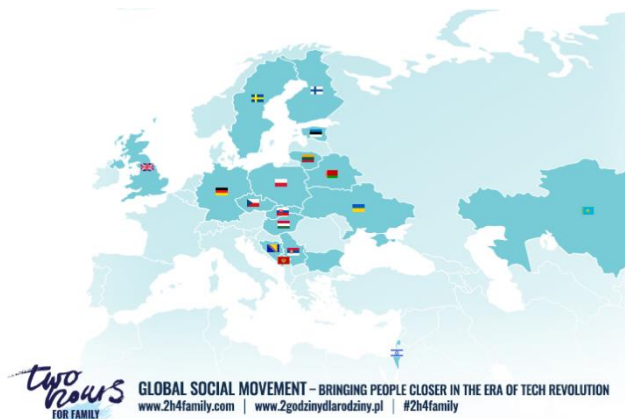 two
hours
FOR FAMILY
GLOBAL SOCIAL MOVEMENT – BRINGING PEOPLE CLOSER IN THE ERA OF TECH REVOLUTION
www.2h4family.com | www.2godzinydlarodziny.pl | #2h4family